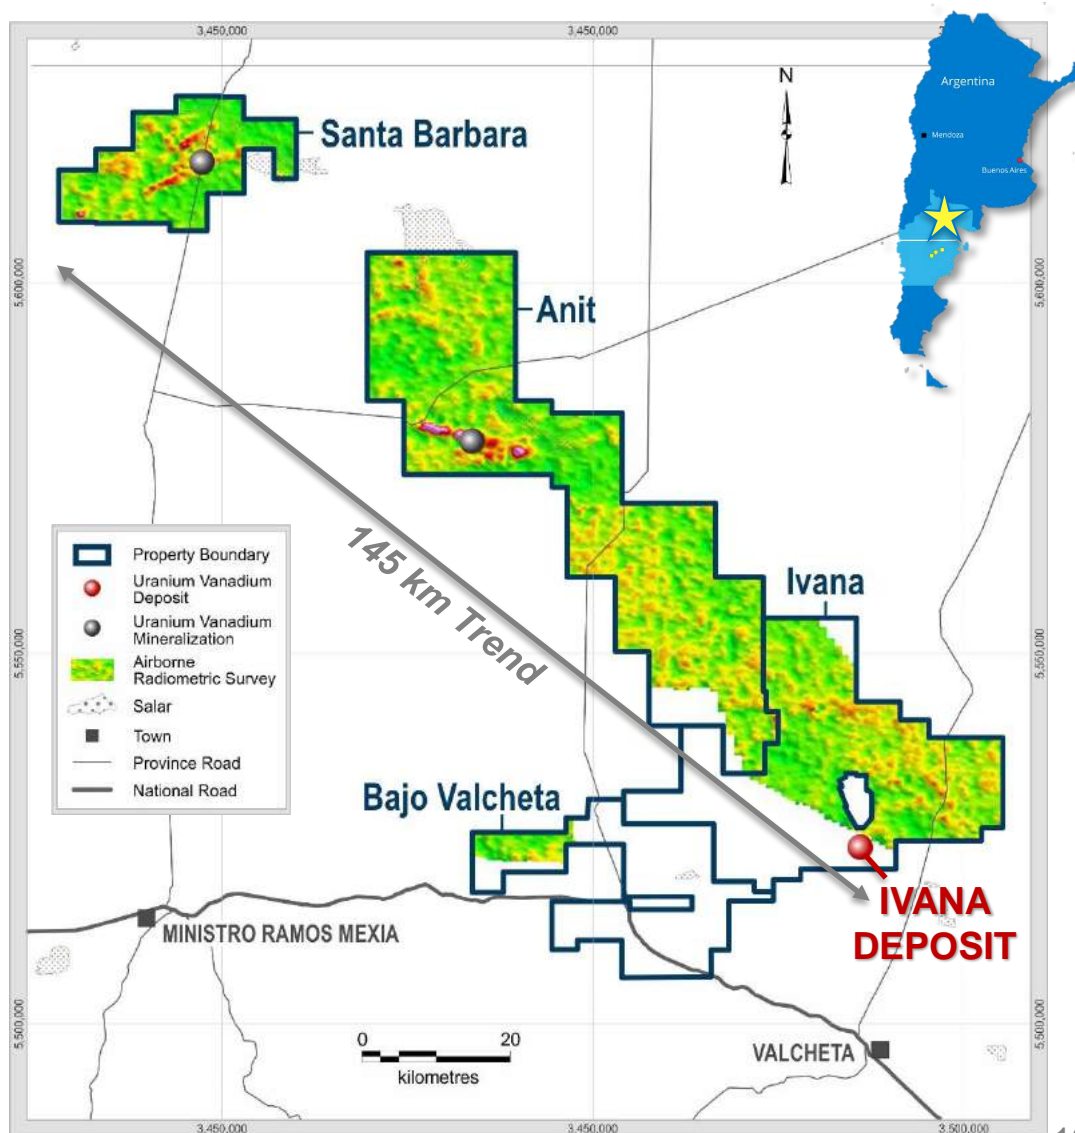 3,450,000
3,450,000
Argentina
Mendoza
Buenos Aires
N
Santa Barbara
Anit
5,600,000
5,600,000
145 km Trend
Property Boundary
Uranium Vanadium
Deposit
Uranium Vanadium
Mineralization
Airborne
Radiometric Survey
Salar
Town
Province Road
National Road
Ivana
5,550,000
5,550,000
Bajo Valcheta
IVANA
DEPOSIT
MINISTRO RAMOS MEXIA
5,500,000
5,500,000
0 20
kilometres
VALCHETA
3,450,000
3,450,000
3,500,000